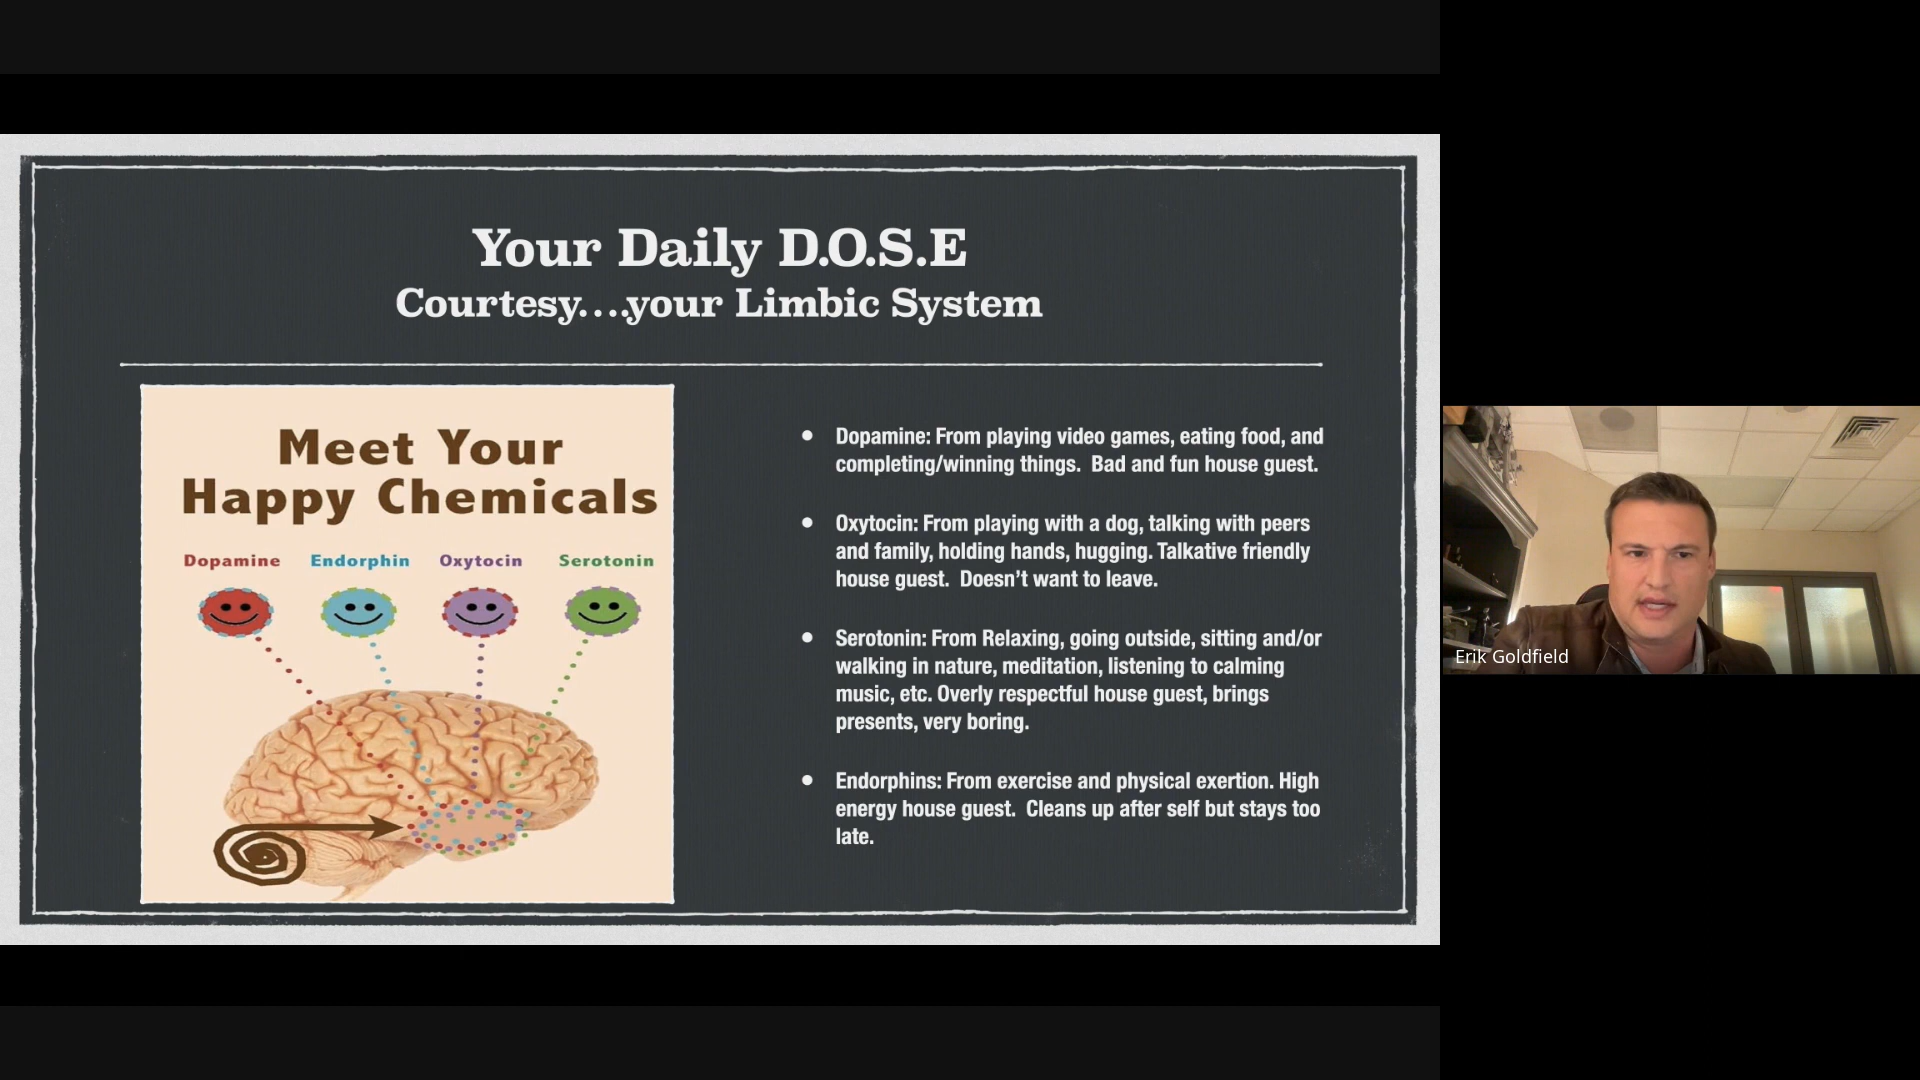 Your Daily D.O.S.E
Courtesy....your Limbic System
Meet Your
Happy Chemicals
Dopamine Endorphin Oxytocin Serotonin
Dopamine: From playing video games, eating food, and
completing/winning things.  Bad and fun house guest.
Oxytocin: From playing with a dog, talking with peers
and family, holding hands, hugging. Talkative friendly
house guest.  Doesn’t want to leave.
Serotonin: From Relaxing, going outside, sitting and/or
walking in nature, meditation, listening to calming
music, etc. Overly respectful house guest, brings
presents, very boring.
Endorphins: From exercise and physical exertion. High
energy house guest.  Cleans up after self but stays too
late.
Erik Goldfield